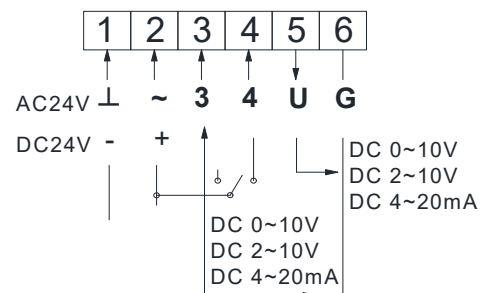 1 2 3 4 5 6
AC24V ⊥ ~ 3 4 U G
DC24V - +
DC 0~10V
DC 2~10V
DC 4~20mA
DC 0~10V
DC 2~10V
DC 4~20mA